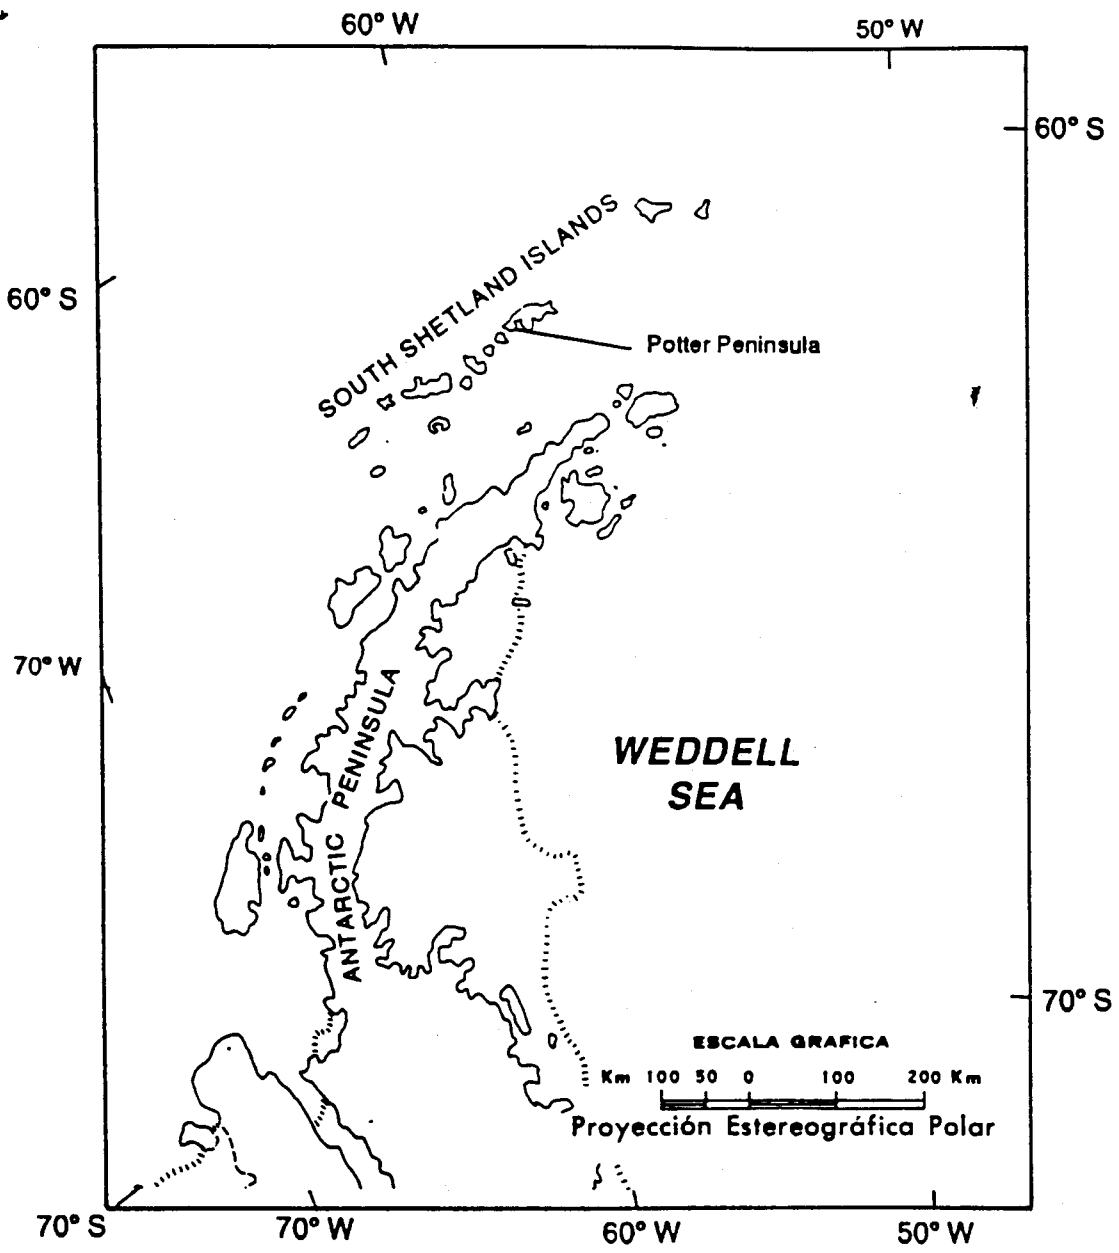 60° W
50° W
60° S
SOUTH SHETLAND ISLANDS
60° S
Potter Peninsula
70° W
ANTARCTIC PENINSULA
WEDDELL
SEA
70° S
ESCALA GRAFICA
Km 100 50 0 100 200 Km
Proyección Estereográfica Polar
70° S
70° W
60° W
50° W